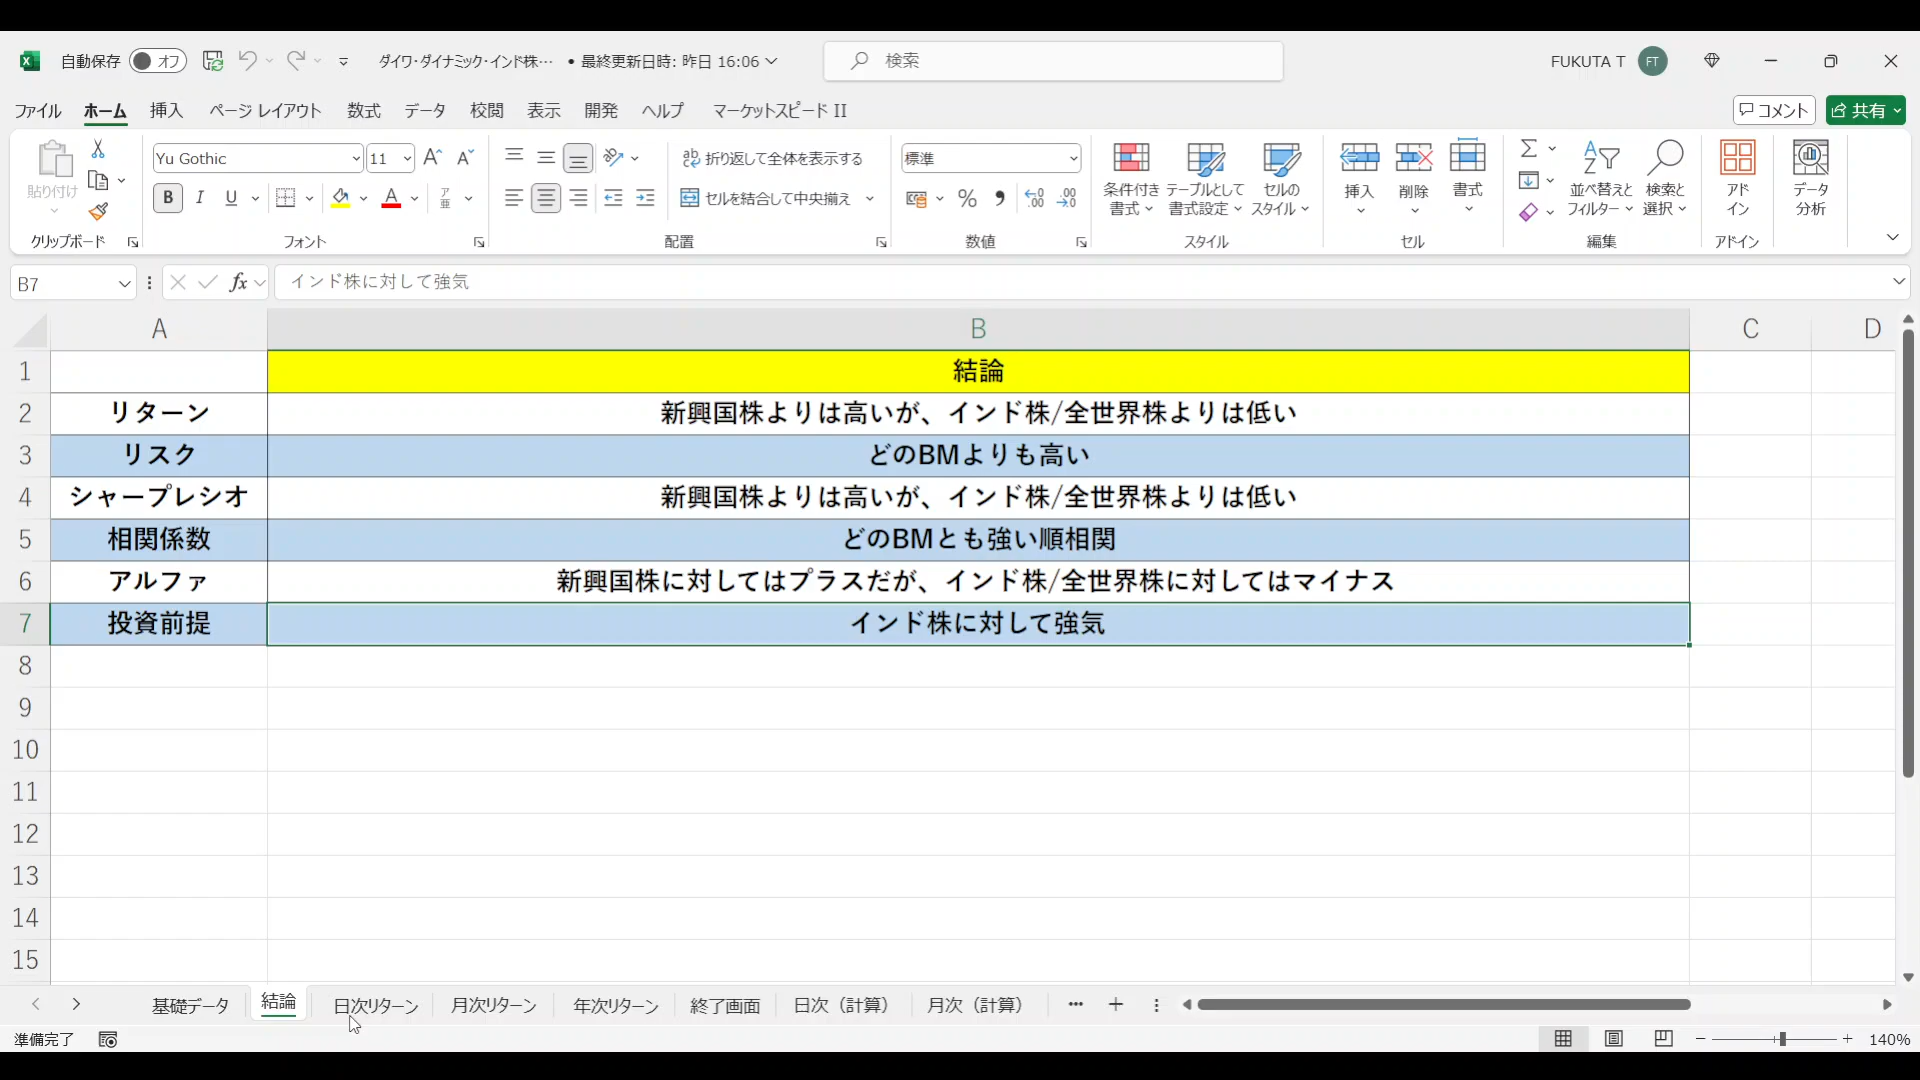 自動保存 オフ ダイワ・ダイナミック・インド株… • 最終更新日時: 昨日 16:06 検索 FUKUTA T FT
ファイル ホーム 挿入 ページ レイアウト 数式 データ 校閲 表示 開発 ヘルプ マーケットスピード II コメント 共有
貼り付け Yu Gothic 11 折り返して全体を表示する 標準
B I U セルを結合して中央揃え
条件付き書式 テーブルとして書式設定 セルのスタイル 挿入 削除 書式 並べ替えとフィルター 検索と選択 アドイン データ分析
クリップボード フォント 配置 数値 スタイル セル 編集 アドイン
B7 fx インド株に対して強気
A B C D
1 結論
2 リターン 新興国株よりは高いが、インド株/全世界株よりは低い
3 リスク どのBMよりも高い
4 シャープレシオ 新興国株よりは高いが、インド株/全世界株よりは低い
5 相関係数 どのBMとも強い順相関
6 アルファ 新興国株に対してはプラスだが、インド株/全世界株に対してはマイナス
7 投資前提 インド株に対して強気
8
9
10
11
12
13
14
15
基礎データ 結論 日次リターン 月次リターン 年次リターン 終了画面 日次（計算） 月次（計算） ···
準備完了 140%